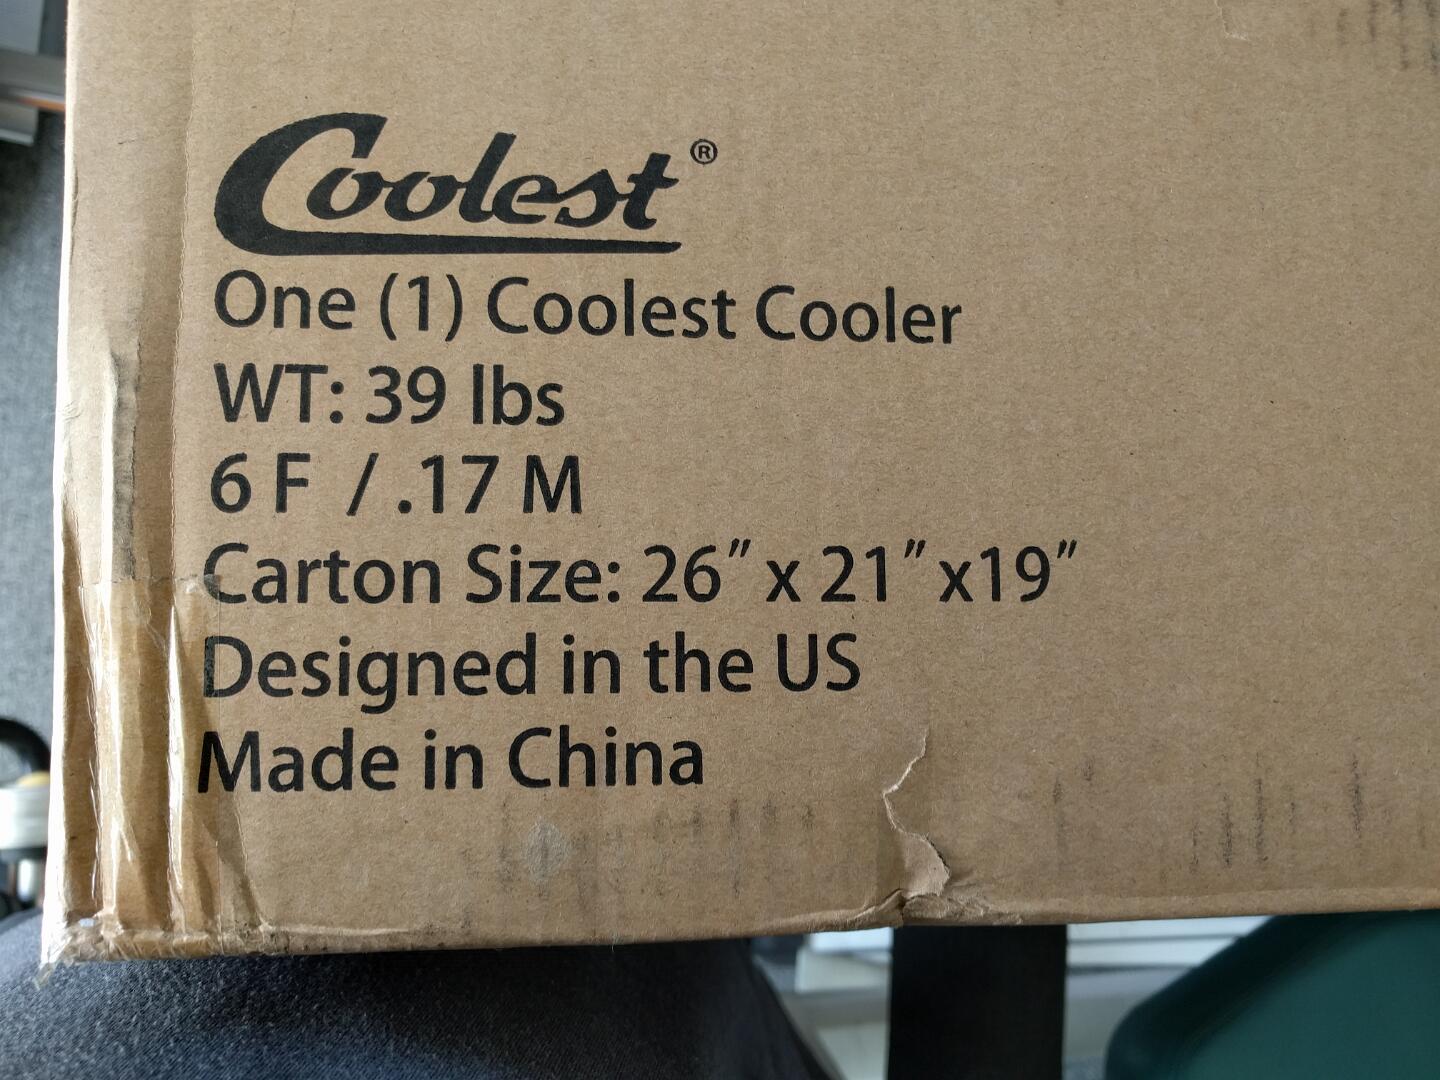 Coolest®
One (1) Coolest Cooler
WT: 39 lbs
6 F / .17 M
Carton Size: 26" x 21" x19"
Designed in the US
Made in China